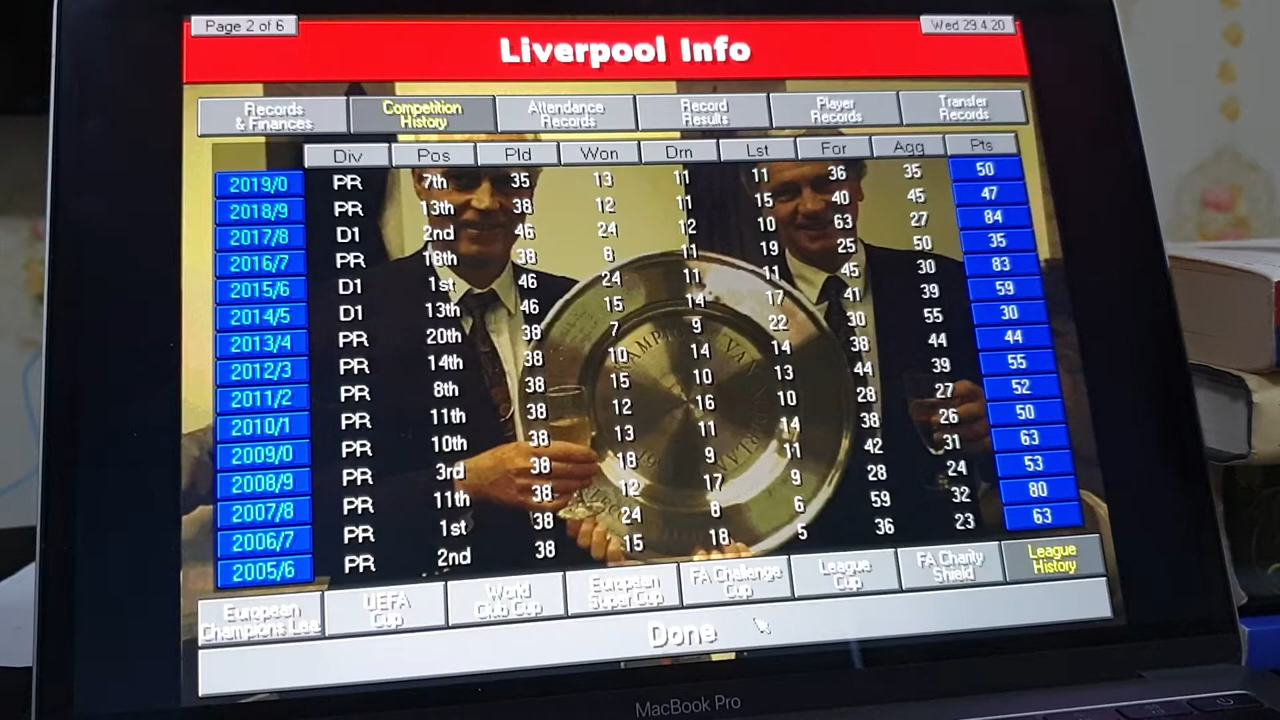 Page 2 of 6
Wed 29.4.20
Liverpool Info
Records & Finances Competition History Attendance Records Record Results Player Records Transfer Records
Div Pos Pld Won Drn Lst For Agg Pts
2019/0 PR 7th 35 13 11 11 36 35 50
2018/9 PR 13th 38 12 11 15 40 45 47
2017/8 D1 2nd 46 24 12 10 63 27 84
2016/7 PR 18th 38 8 11 19 25 50 35
2015/6 D1 1st 46 24 11 11 45 30 83
2014/5 D1 13th 46 15 14 17 41 39 59
2013/4 PR 20th 38 7 9 22 30 55 30
2012/3 PR 14th 38 10 14 14 38 44 44
2011/2 PR 8th 38 15 10 13 44 39 55
2010/1 PR 11th 38 12 16 10 28 27 52
2009/0 PR 10th 38 13 11 14 38 26 50
2008/9 PR 3rd 38 18 9 11 42 31 63
2007/8 PR 11th 38 12 17 9 28 24 53
2006/7 PR 1st 38 24 8 6 59 32 80
2005/6 PR 2nd 38 15 18 5 36 23 63
European Champions Lea UEFA Cup World Club Cup European Super Cup FA Challenge Cup League Cup FA Charity Shield League History
Done
MacBook Pro